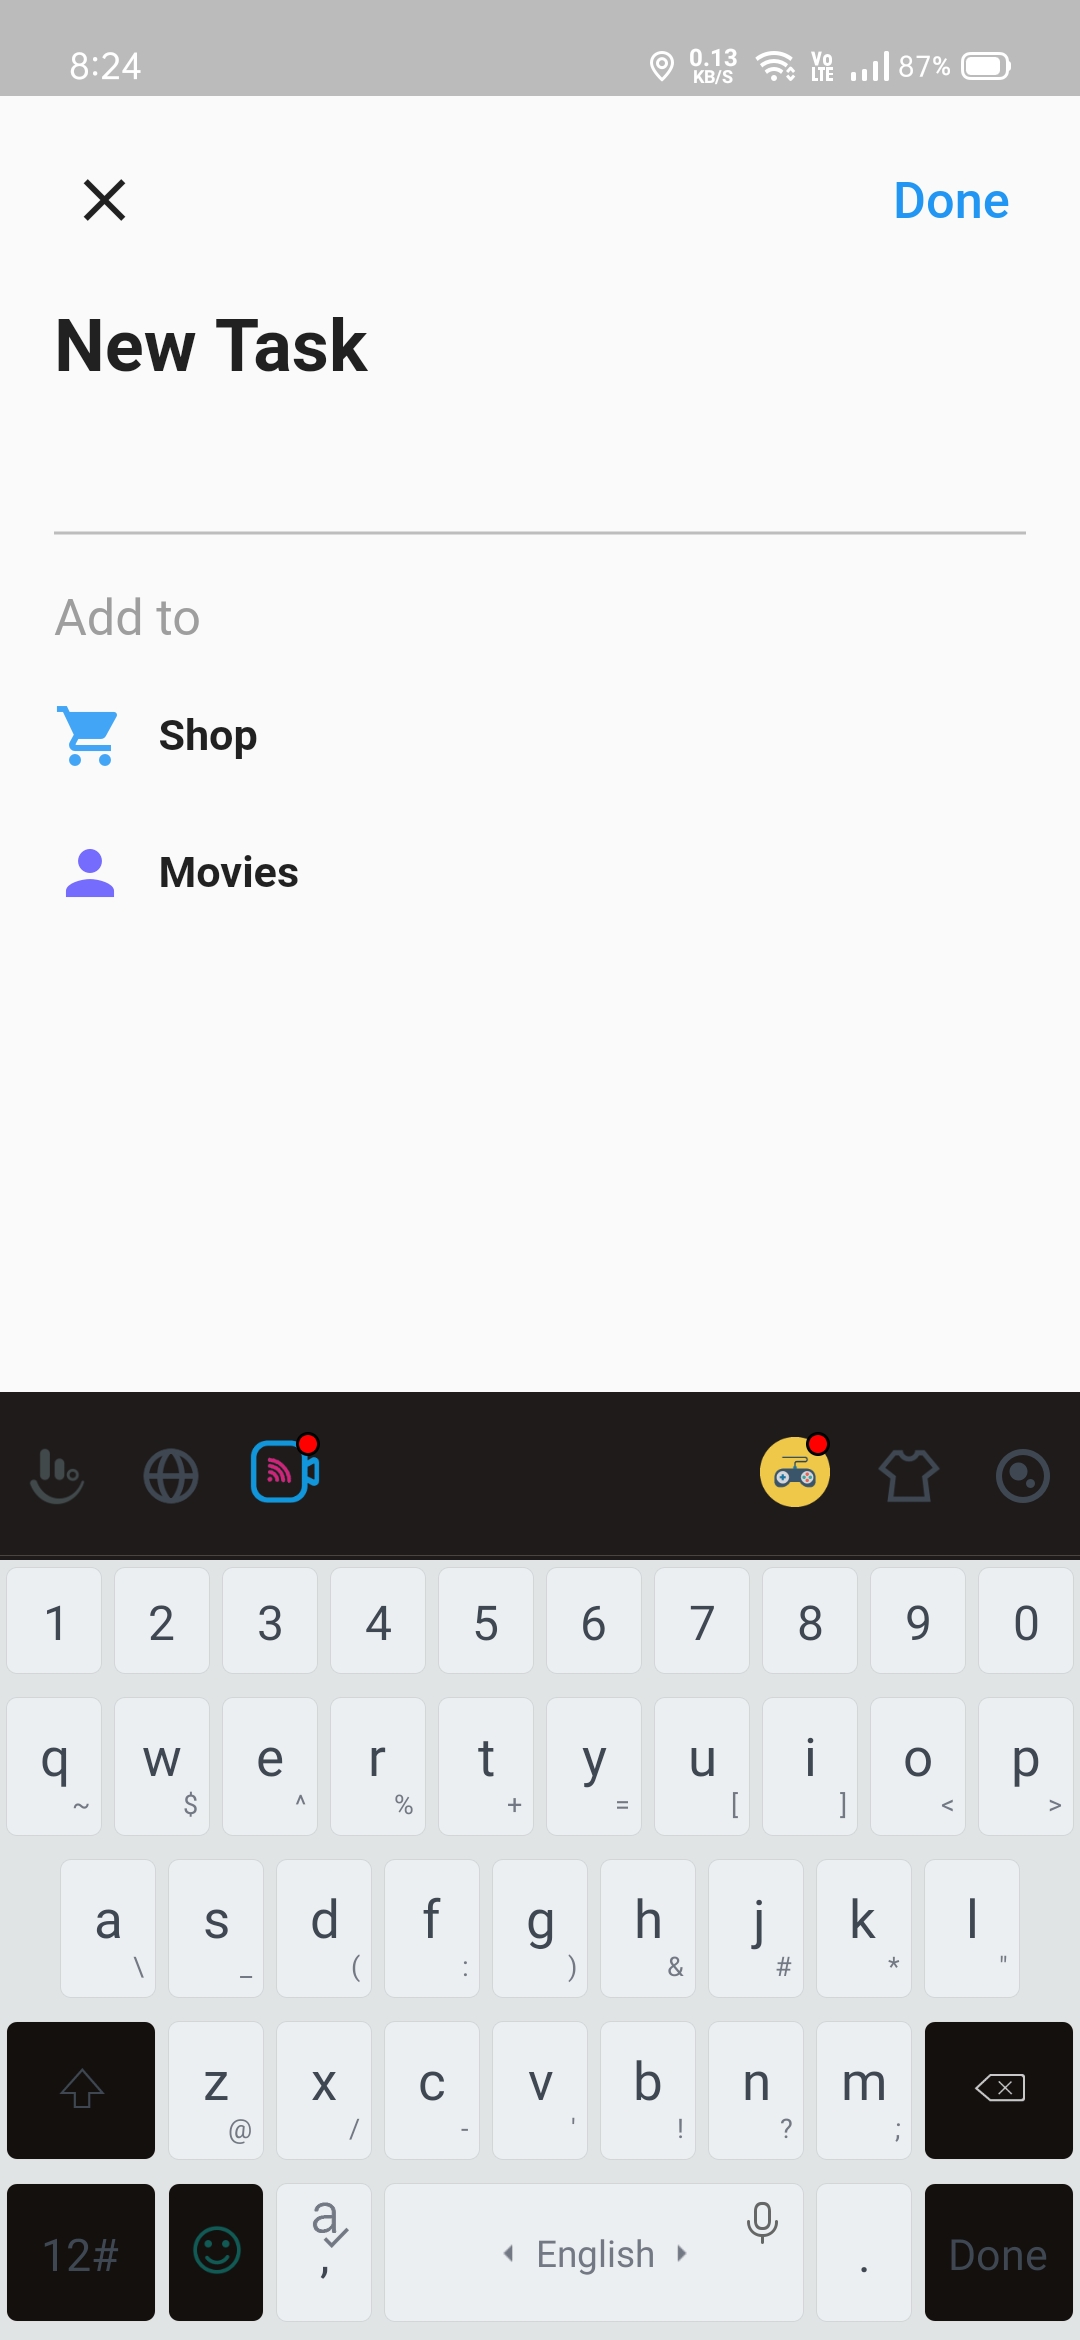 8:24 0.13 KB/S Vo LTE 87%
Done
New Task
Add to
Shop
Movies
1 2 3 4 5 6 7 8 9 0
q w e r t y u i o p
~ $ ^ % + = [ ] < >
a s d f g h j k l
\ _ ( : ) & # * "
z x c v b n m
@ / - ' ! ? ;
12# a , English . Done